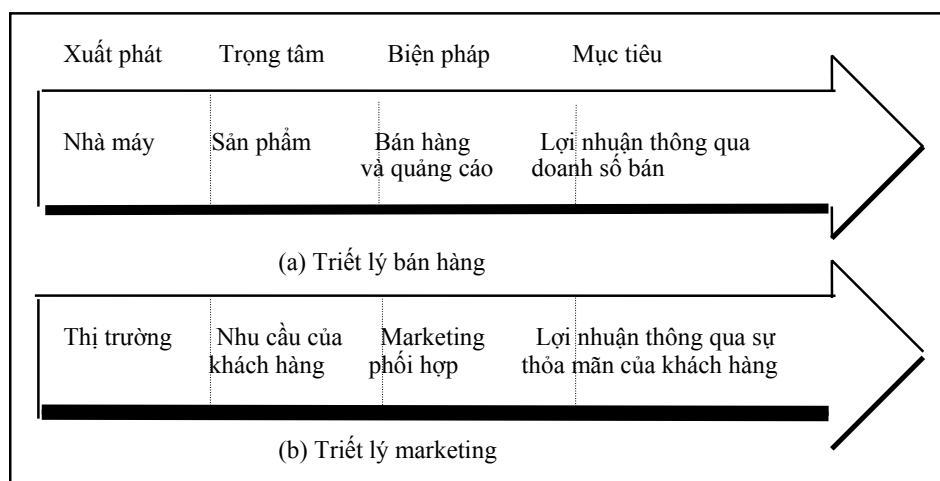 Xuất phát Trọng tâm Biện pháp Mục tiêu
Nhà máy Sản phẩm Bán hàng Lợi nhuận thông qua
và quảng cáo doanh số bán
(a) Triết lý bán hàng
Thị trường Nhu cầu của Marketing Lợi nhuận thông qua sự
khách hàng phối hợp thỏa mãn của khách hàng
(b) Triết lý marketing